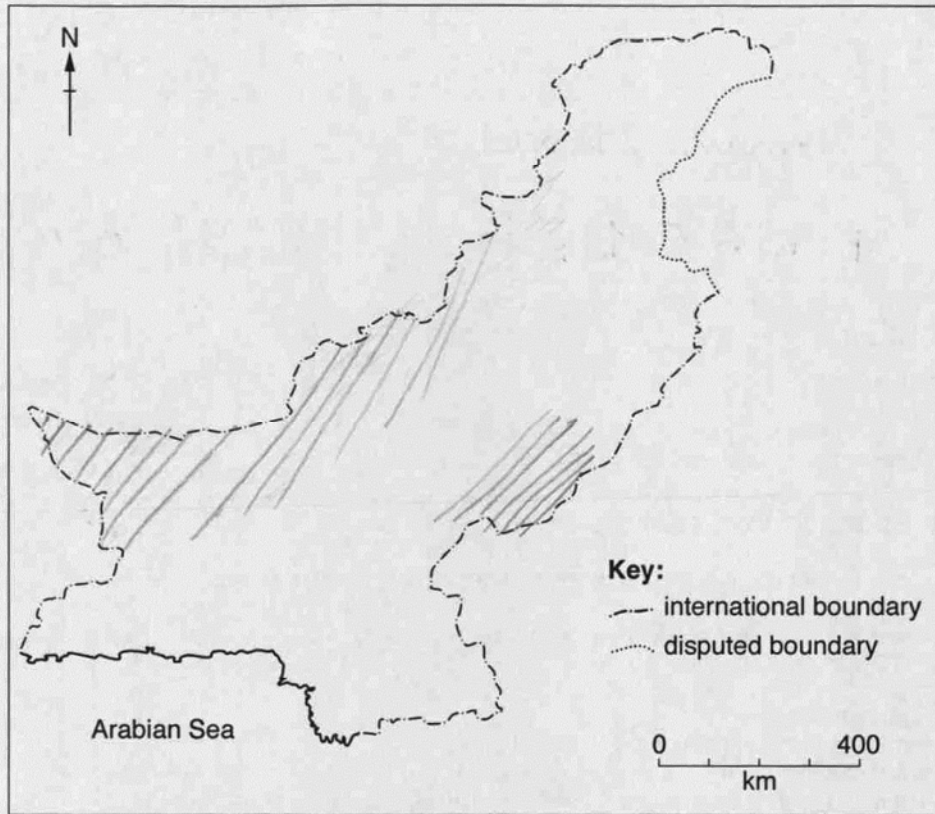 N
Key:
international boundary
disputed boundary
Arabian Sea
0 400
km